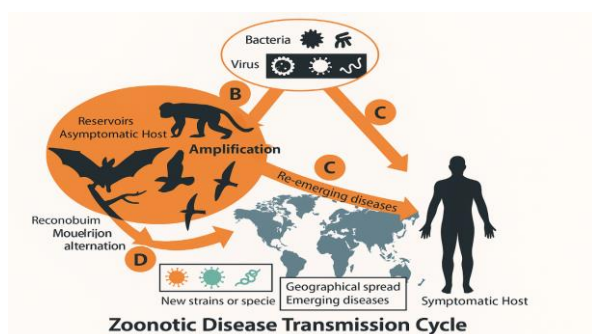 Bacteria
Virus
B
C
Reservoirs
Asymptomatic Host
Amplification
C
Re-emerging diseases
Reconobuim
Mouelrijon
alternation
D
New strains or specie
Geographical spread
Emerging diseases
Symptomatic Host
Zoonotic Disease Transmission Cycle